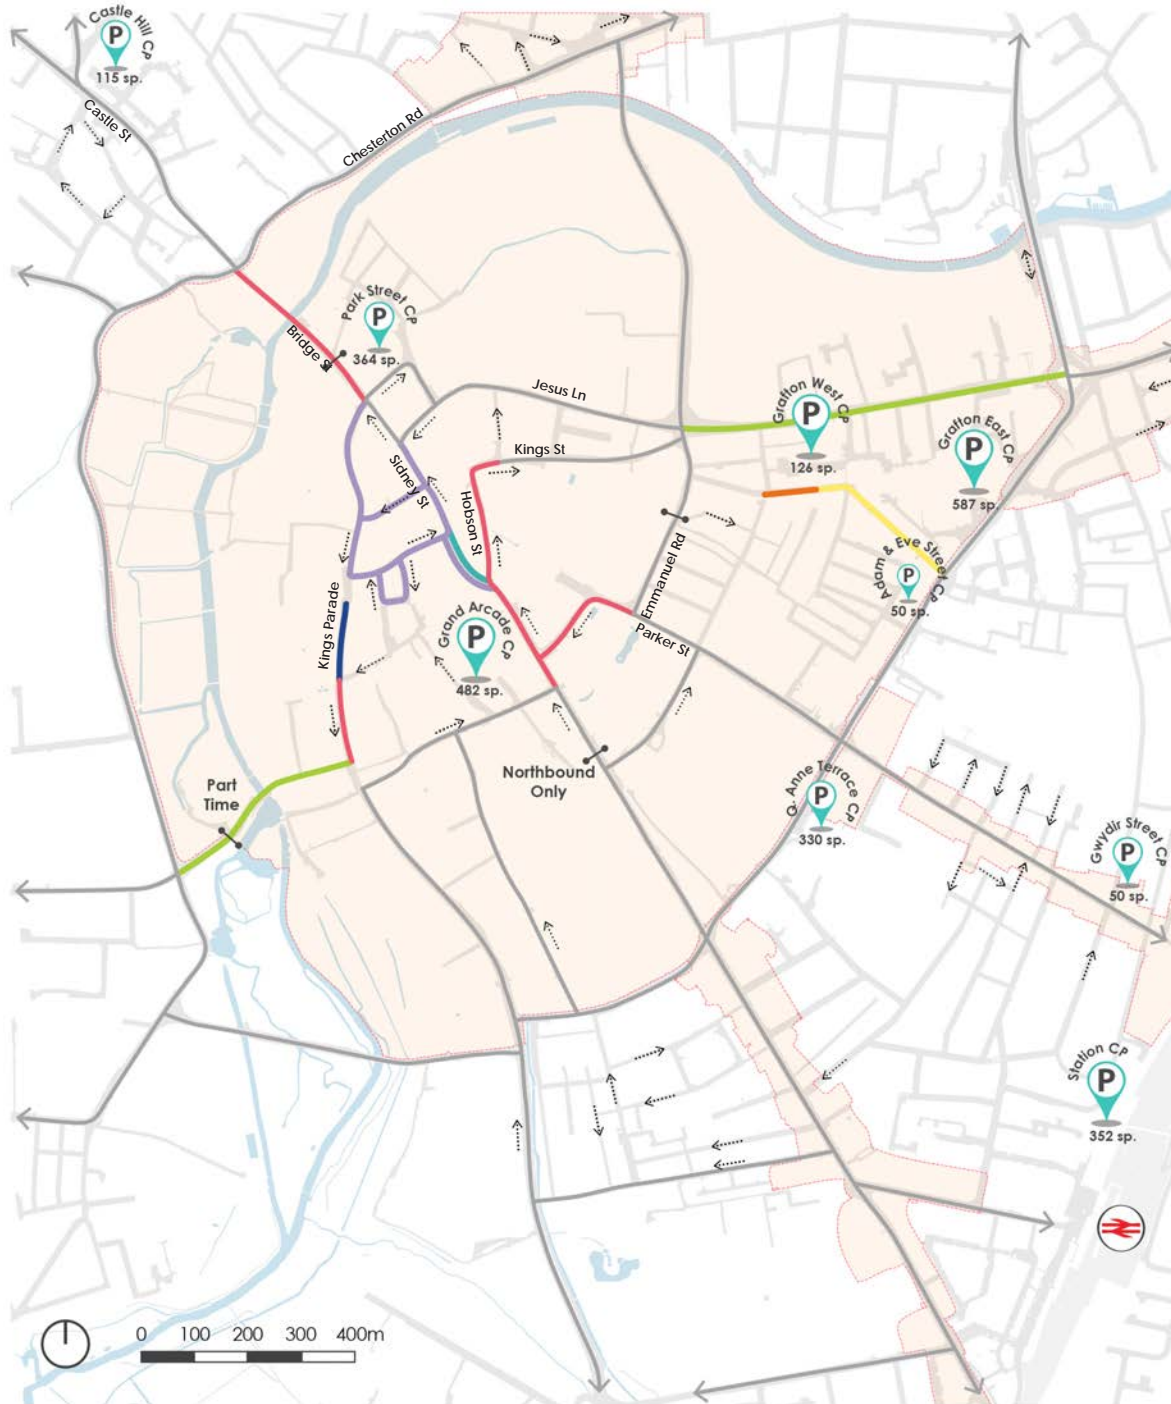 Castle Hill CP
P
115 sp.
Castle St
Chesterton Rd
Park Street CP
P
364 sp.
Bridge St
Jesus Ln
Grafton West CP
P
126 sp.
Grafton East CP
P
587 sp.
Kings St
Sidney St
Hobson St
Adam & Eve Street CP
P
50 sp.
Emmanuel Rd
Kings Parade
Grand Arcade CP
P
482 sp.
Parker St
Northbound
Only
Part
Time
Q. Anne Terrace CP
P
330 sp.
Gwydir Street CP
P
50 sp.
Station CP
P
352 sp.
0 100 200 300 400m